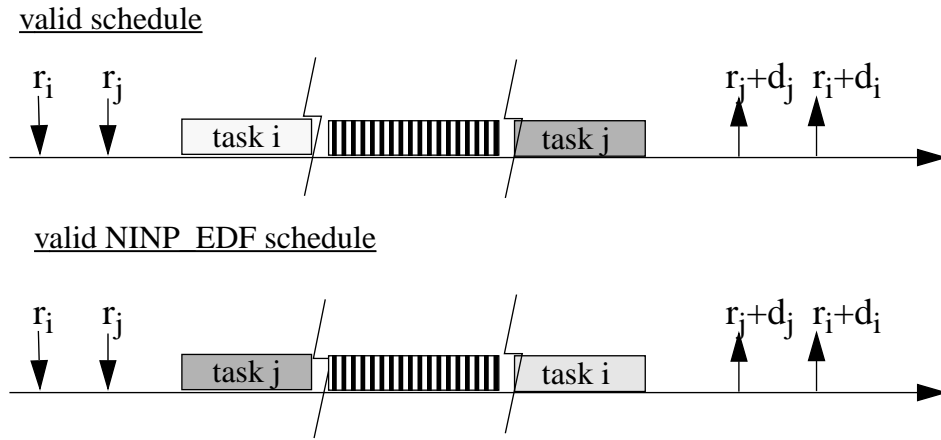 valid schedule
r_i r_j r_j+d_j r_i+d_i
task i task j
valid NINP_EDF schedule
r_i r_j r_j+d_j r_i+d_i
task j task i